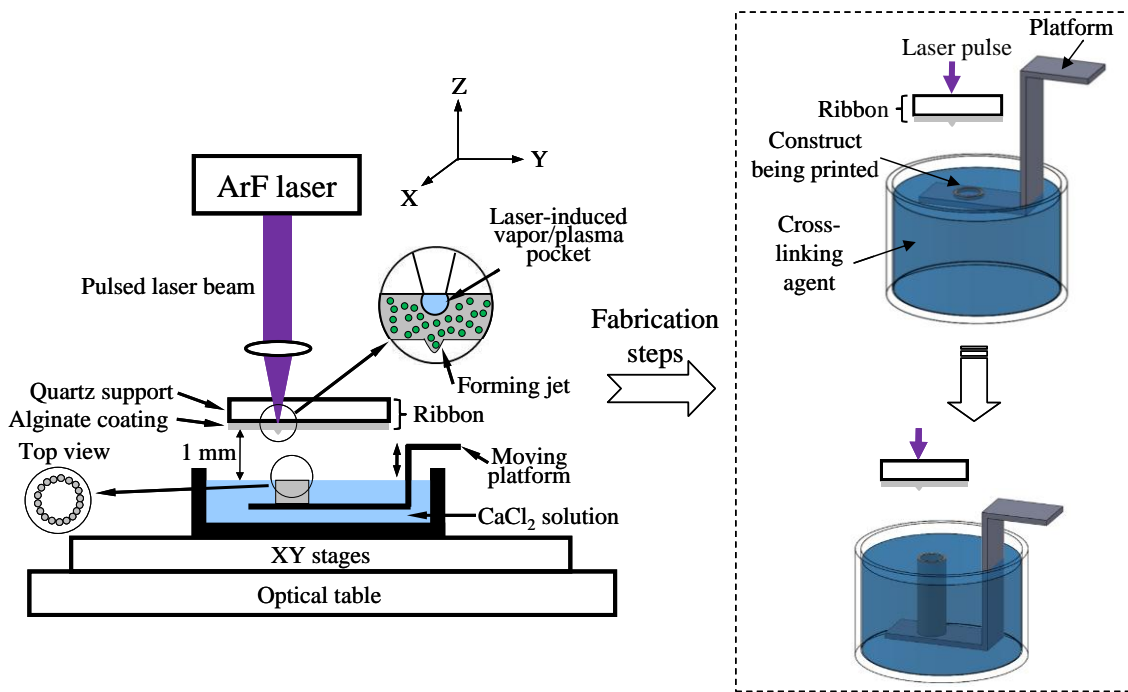 Z
Y
X
ArF laser
Laser-induced
vapor/plasma
pocket
Pulsed laser beam
Forming jet
Quartz support
Alginate coating
Ribbon
Top view
1 mm
Moving
platform
CaCl₂ solution
XY stages
Optical table
Fabrication
steps
Platform
Laser pulse
Ribbon
Construct
being printed
Cross-
linking
agent